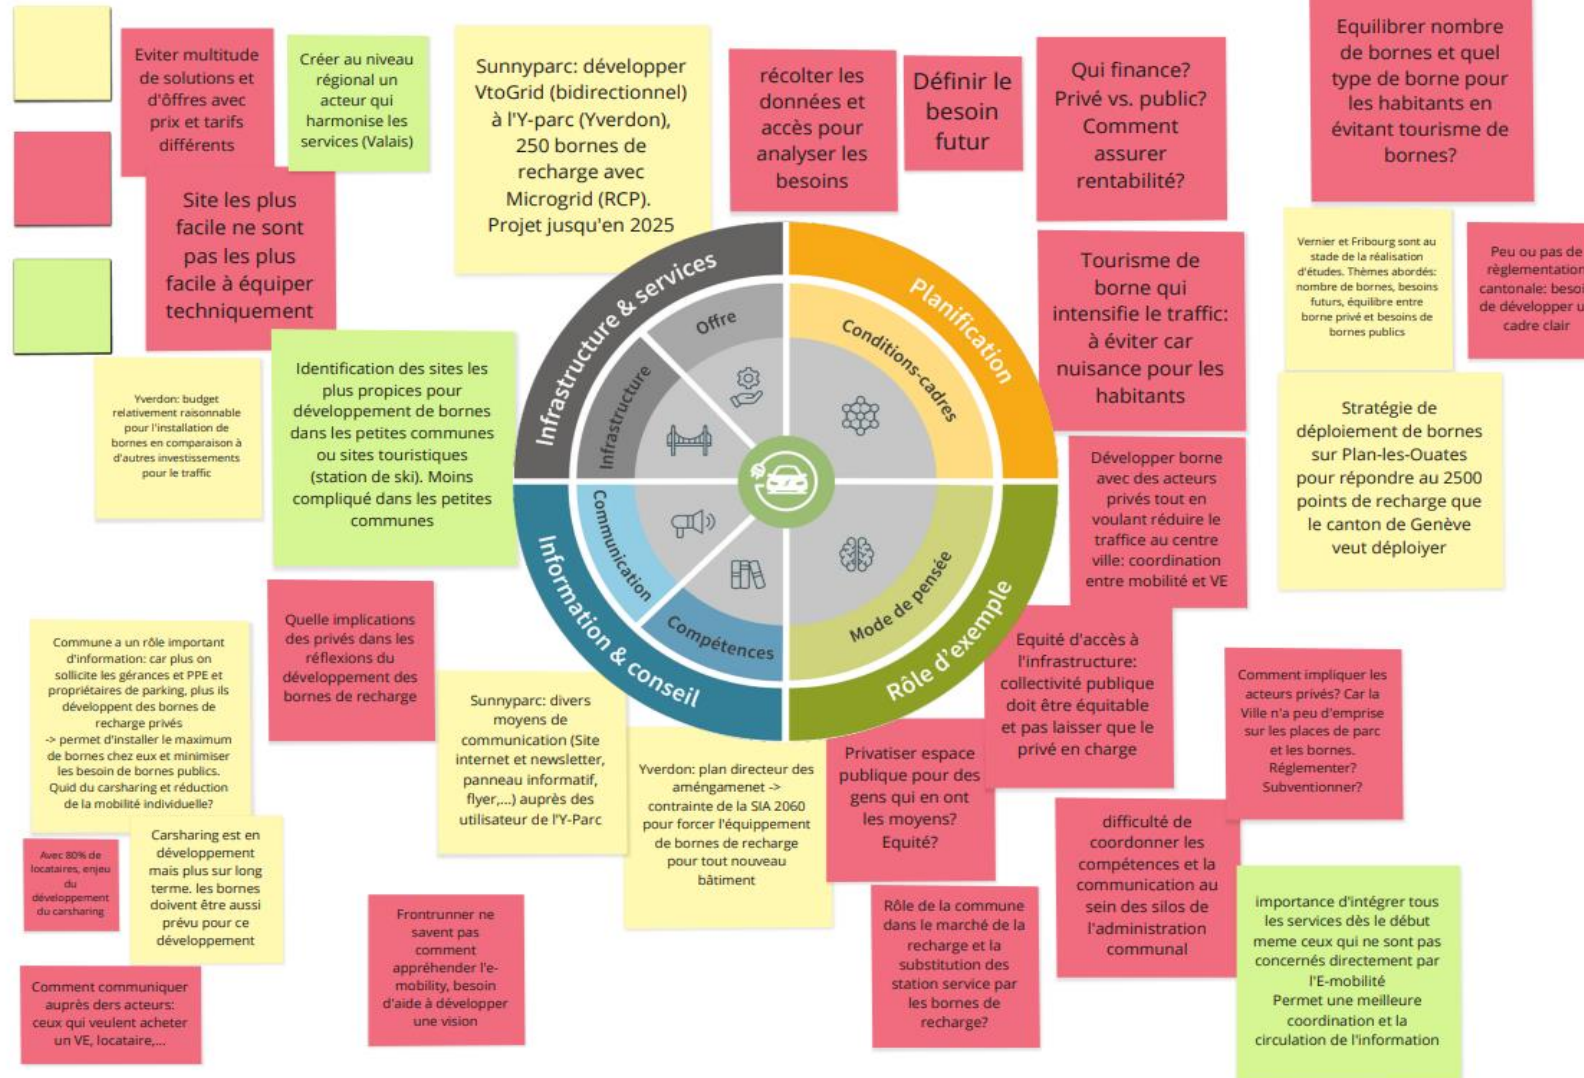 Eviter multitude
de solutions et
d'ôffres avec
prix et tarifs
différents
Créer au niveau
régional un
acteur qui
harmonise les
services (Valais)
Sunnyparc: développer
VtoGrid (bidirectionnel)
à l'Y-parc (Yverdon),
250 bornes de
recharge avec
Microgrid (RCP).
Projet jusqu'en 2025
récolter les
données et
accès pour
analyser les
besoins
Définir le
besoin
futur
Qui finance?
Privé vs. public?
Comment
assurer
rentabilité?
Equilibrer nombre
de bornes et quel
type de borne pour
les habitants en
évitant tourisme de
bornes?
Site les plus
facile ne sont
pas les plus
facile à équiper
techniquement
Tourisme de
borne qui
intensifie le traffic:
à éviter car
nuisance pour les
habitants
Vernier et Fribourg sont au
stade de la réalisation
d'études. Thèmes abordés:
nombre de bornes, besoins
futurs, équilibre entre
borne privé et besoins de
bornes publics
Peu ou pas de
règlementation
cantonale: besoi
de développer u
cadre clair
Yverdon: budget
relativement raisonnable
pour l'installation de
bornes en comparaison à
d'autres investissements
pour le traffic
Identification des sites les
plus propices pour
développement de bornes
dans les petites communes
ou sites touristiques
(station de ski). Moins
compliqué dans les petites
communes
Infrastructure & services
Offre
Infrastructure
Planification
Conditions-cadres
Communication
Compétences
Information & conseil
Mode de pensée
Rôle d'exemple
Stratégie de
déploiement de bornes
sur Plan-les-Ouates
pour répondre au 2500
points de recharge que
le canton de Genève
veut déploiyer
Développer borne
avec des acteurs
privés tout en
voulant réduire le
traffice au centre
ville: coordination
entre mobilité et VE
Commune a un rôle important
d'information: car plus on
sollicite les gérances et PPE et
propriétaires de parking, plus ils
développent des bornes de
recharge privés
-> permet d'installer le maximum
de bornes chez eux et minimiser
les besoin de bornes publics.
Quid du carsharing et réduction
de la mobilité individuelle?
Quelle implications
des privés dans les
réflexions du
développement des
bornes de recharge
Sunnyparc: divers
moyens de
communication (Site
internet et newsletter,
panneau informatif,
flyer,...) auprès des
utilisateur de l'Y-Parc
Yverdon: plan directeur des
améngamenet ->
contrainte de la SIA 2060
pour forcer l'équippement
de bornes de recharge
pour tout nouveau
bâtiment
Privatiser espace
publique pour des
gens qui en ont
les moyens?
Equité?
Equité d'accès à
l'infrastructure:
collectivité publique
doit être équitable
et pas laisser que le
privé en charge
Comment impliquer les
acteurs privés? Car la
Ville n'a peu d'emprise
sur les places de parc
et les bornes.
Réglementer?
Subventionner?
Avec 80% de
locataires, enjeu
du
développement
du carsharing
Carsharing est en
développement
mais plus sur long
terme. les bornes
doivent être aussi
prévu pour ce
développement
Frontrunner ne
savent pas
comment
appréhender l'e-
mobility, besoin
d'aide à développer
une vision
Rôle de la commune
dans le marché de la
recharge et la
substitution des
station service par
les bornes de
recharge?
difficulté de
coordonner les
compétences et la
communication au
sein des silos de
l'administration
communal
importance d'intégrer tous
les services dès le début
meme ceux qui ne sont pas
concernés directement par
l'E-mobilité
Permet une meilleure
coordination et la
circulation de l'information
Comment communiquer
auprès ders acteurs:
ceux qui veulent acheter
un VE, locataire,...